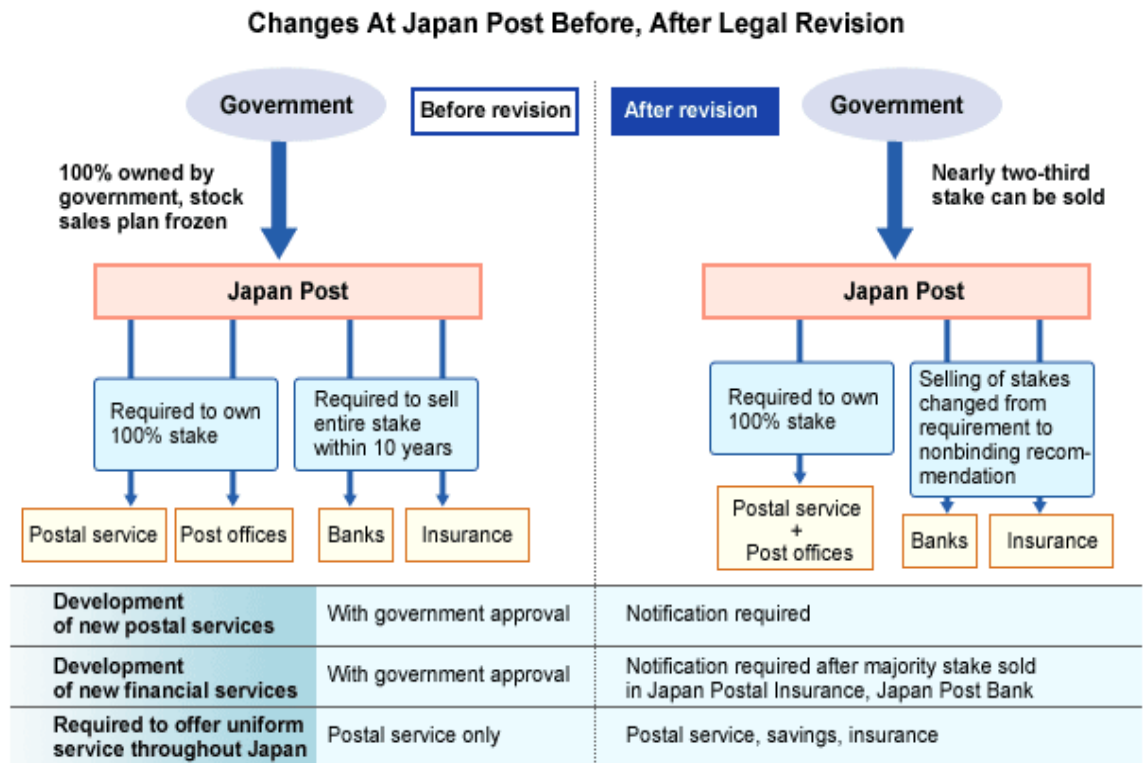 Changes At Japan Post Before, After Legal Revision
Government
Before revision
100% owned by
government, stock
sales plan frozen
Japan Post
Required to own
100% stake
Required to sell
entire stake
within 10 years
Postal service
Post offices
Banks
Insurance
After revision
Government
Nearly two-third
stake can be sold
Japan Post
Required to own
100% stake
Selling of stakes
changed from
requirement to
nonbinding recom-
mendation
Postal service
+
Post offices
Banks
Insurance
Development
of new postal services
With government approval
Notification required
Development
of new financial services
With government approval
Notification required after majority stake sold
in Japan Postal Insurance, Japan Post Bank
Required to offer uniform
service throughout Japan
Postal service only
Postal service, savings, insurance